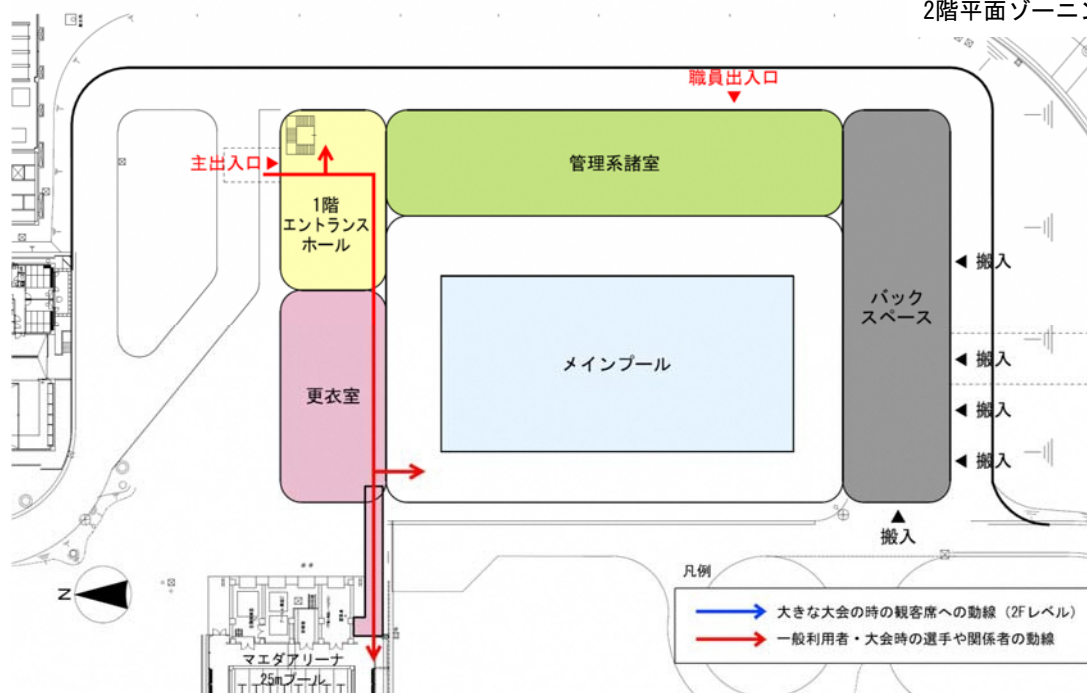 2階平面ゾーニン
職員出入口
主出入口
管理系諸室
1階
エントランス
ホール
搬入
バック
スペース
搬入
メインプール
更衣室
搬入
搬入
搬入
凡例
N
大きな大会の時の観客席への動線（2Fレベル）
一般利用者・大会時の選手や関係者の動線
マエダアリーナ
25mプール